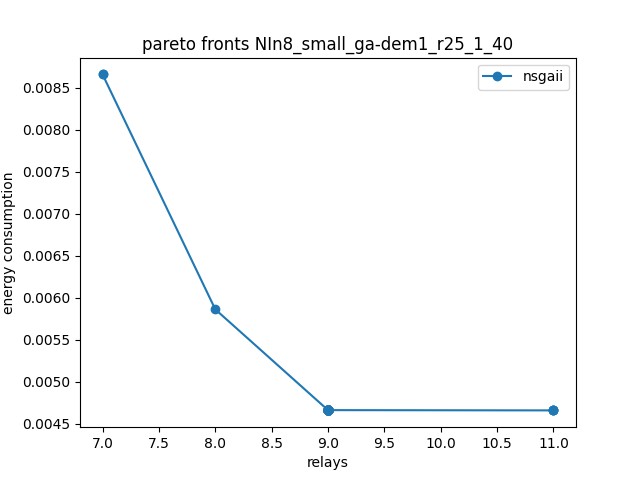 pareto fronts NIn8_small_ga-dem1_r25_1_40
nsgaii
0.0085
0.0080
0.0075
0.0070
0.0065
0.0060
0.0055
0.0050
0.0045
energy consumption
7.0 7.5 8.0 8.5 9.0 9.5 10.0 10.5 11.0
relays